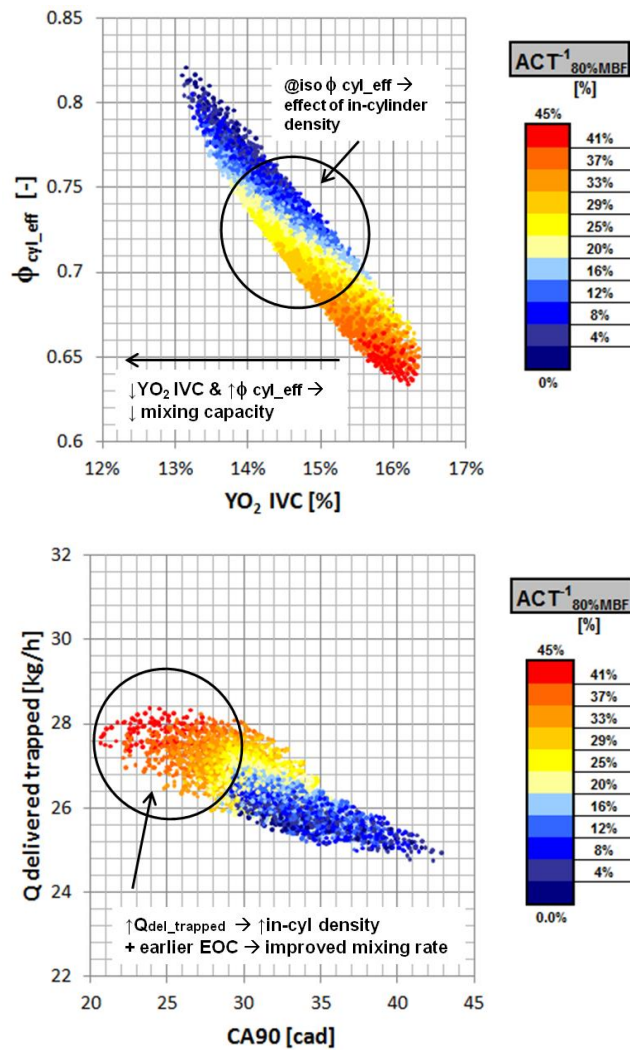 0.85
0.8
0.75
0.7
0.65
0.6
ϕ cyl_eff [-]
@iso ϕ cyl_eff →
effect of in-cylinder
density
↓YO₂ IVC & ↑ϕ cyl_eff →
↓ mixing capacity
12% 13% 14% 15% 16% 17%
YO₂ IVC [%]
ACT⁻¹ 80%MBF
[%]
45%
41%
37%
33%
29%
25%
20%
16%
12%
8%
4%
0%
32
30
28
26
24
22
Q delivered trapped [kg/h]
↑Qdel_trapped → ↑in-cyl density
+ earlier EOC → improved mixing rate
20 25 30 35 40 45
CA90 [cad]
ACT⁻¹ 80%MBF
[%]
45%
41%
37%
33%
29%
25%
20%
16%
12%
8%
4%
0.0%